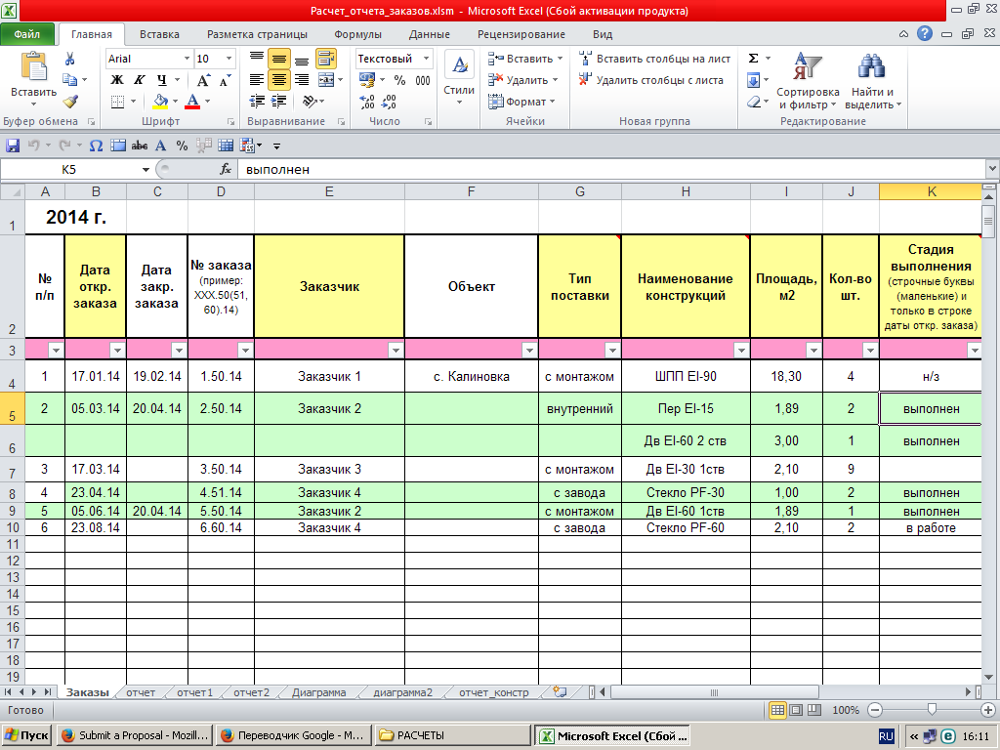 Расчет_отчета_заказов.xlsm - Microsoft Excel (Сбой активации продукта)
Файл Главная Вставка Разметка страницы Формулы Данные Рецензирование Вид
Вставить
Буфер обмена
Arial 10
Ж К Ч
Шрифт
Выравнивание
Текстовый
% 000
Число
Стили
Вставить
Удалить
Формат
Ячейки
Вставить столбцы на лист
Удалить столбцы с листа
Новая группа
Сортировка и фильтр
Найти и выделить
Редактирование
K5 fx выполнен
A B C D E F G H I J K
1 2014 г.
2 № п/п
Дата откр. заказа
Дата закр. заказа
№ заказа (пример: XXX.50(51, 60).14)
Заказчик
Объект
Тип поставки
Наименование конструкций
Площадь, м2
Кол-во шт.
Стадия выполнения (строчные буквы (маленькие) и только в строке даты откр. заказа)
3
4 1 17.01.14 19.02.14 1.50.14 Заказчик 1 с. Калиновка с монтажом ШПП EI-90 18,30 4 н/з
5 2 05.03.14 20.04.14 2.50.14 Заказчик 2 внутренний Пер EI-15 1,89 2 выполнен
6 Дв EI-60 2 ств 3,00 1 выполнен
7 3 17.03.14 3.50.14 Заказчик 3 с монтажом Дв EI-30 1ств 2,10 9
8 4 23.04.14 4.51.14 Заказчик 4 с завода Стекло PF-30 1,00 2 выполнен
9 5 05.06.14 20.04.14 5.50.14 Заказчик 2 с монтажом Дв EI-60 1ств 1,89 1 выполнен
10 6 23.08.14 6.60.14 Заказчик 4 с завода Стекло PF-60 2,10 2 в работе
11
12
13
14
15
16
17
18
19
Заказы отчет отчет1 отчет2 Диаграмма диаграмма2 отчет_констр
Готово 100%
Пуск Submit a Proposal - Mozill... Переводчик Google - M... РАСЧЕТЫ Microsoft Excel (Сбой ... RU 16:11